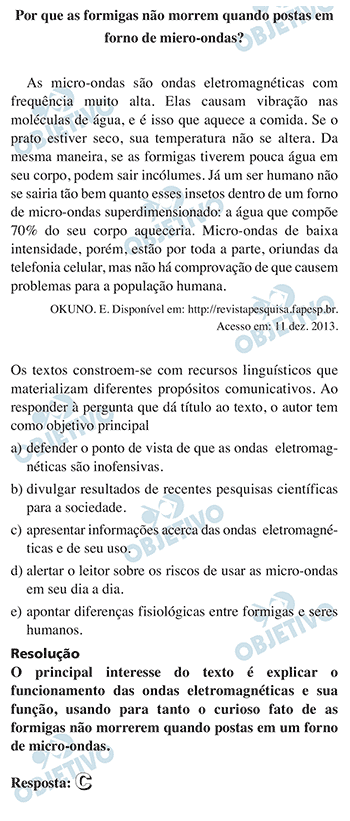 Por que as formigas não morrem quando postas em
forno de miero-ondas?
As micro-ondas são ondas eletromagnéticas com
frequência muito alta. Elas causam vibração nas
moléculas de água, e é isso que aquece a comida. Se o
prato estiver seco, sua temperatura não se altera. Da
mesma maneira, se as formigas tiverem pouca água em
seu corpo, podem sair incólumes. Já um ser humano não
se sairia tão bem quanto esses insetos dentro de um forno
de micro-ondas superdimensionado: a água que compõe
70% do seu corpo aqueceria. Micro-ondas de baixa
intensidade, porém, estão por toda a parte, oriundas da
telefonia celular, mas não há comprovação de que causem
problemas para a população humana.
OKUNO. E. Disponível em: http://revistapesquisa.fapesp.br.
Acesso em: 11 dez. 2013.
Os textos constroem-se com recursos linguísticos que
materializam diferentes propósitos comunicativos. Ao
responder à pergunta que dá título ao texto, o autor tem
como objetivo principal
a) defender o ponto de vista de que as ondas eletromag-
néticas são inofensivas.
b) divulgar resultados de recentes pesquisas científicas
para a sociedade.
c) apresentar informações acerca das ondas eletromagné-
ticas e de seu uso.
d) alertar o leitor sobre os riscos de usar as micro-ondas
em seu dia a dia.
e) apontar diferenças fisiológicas entre formigas e seres
humanos.
Resolução
O principal interesse do texto é explicar o
funcionamento das ondas eletromagnéticas e sua
função, usando para tanto o curioso fato de as
formigas não morrerem quando postas em um forno
de micro-ondas.
Resposta: C
OBJETIVO
OBJETIVO
OBJETIVO
OBJETIVO
OBJETIVO
OBJETIVO
OBJETIVO
OBJETIVO